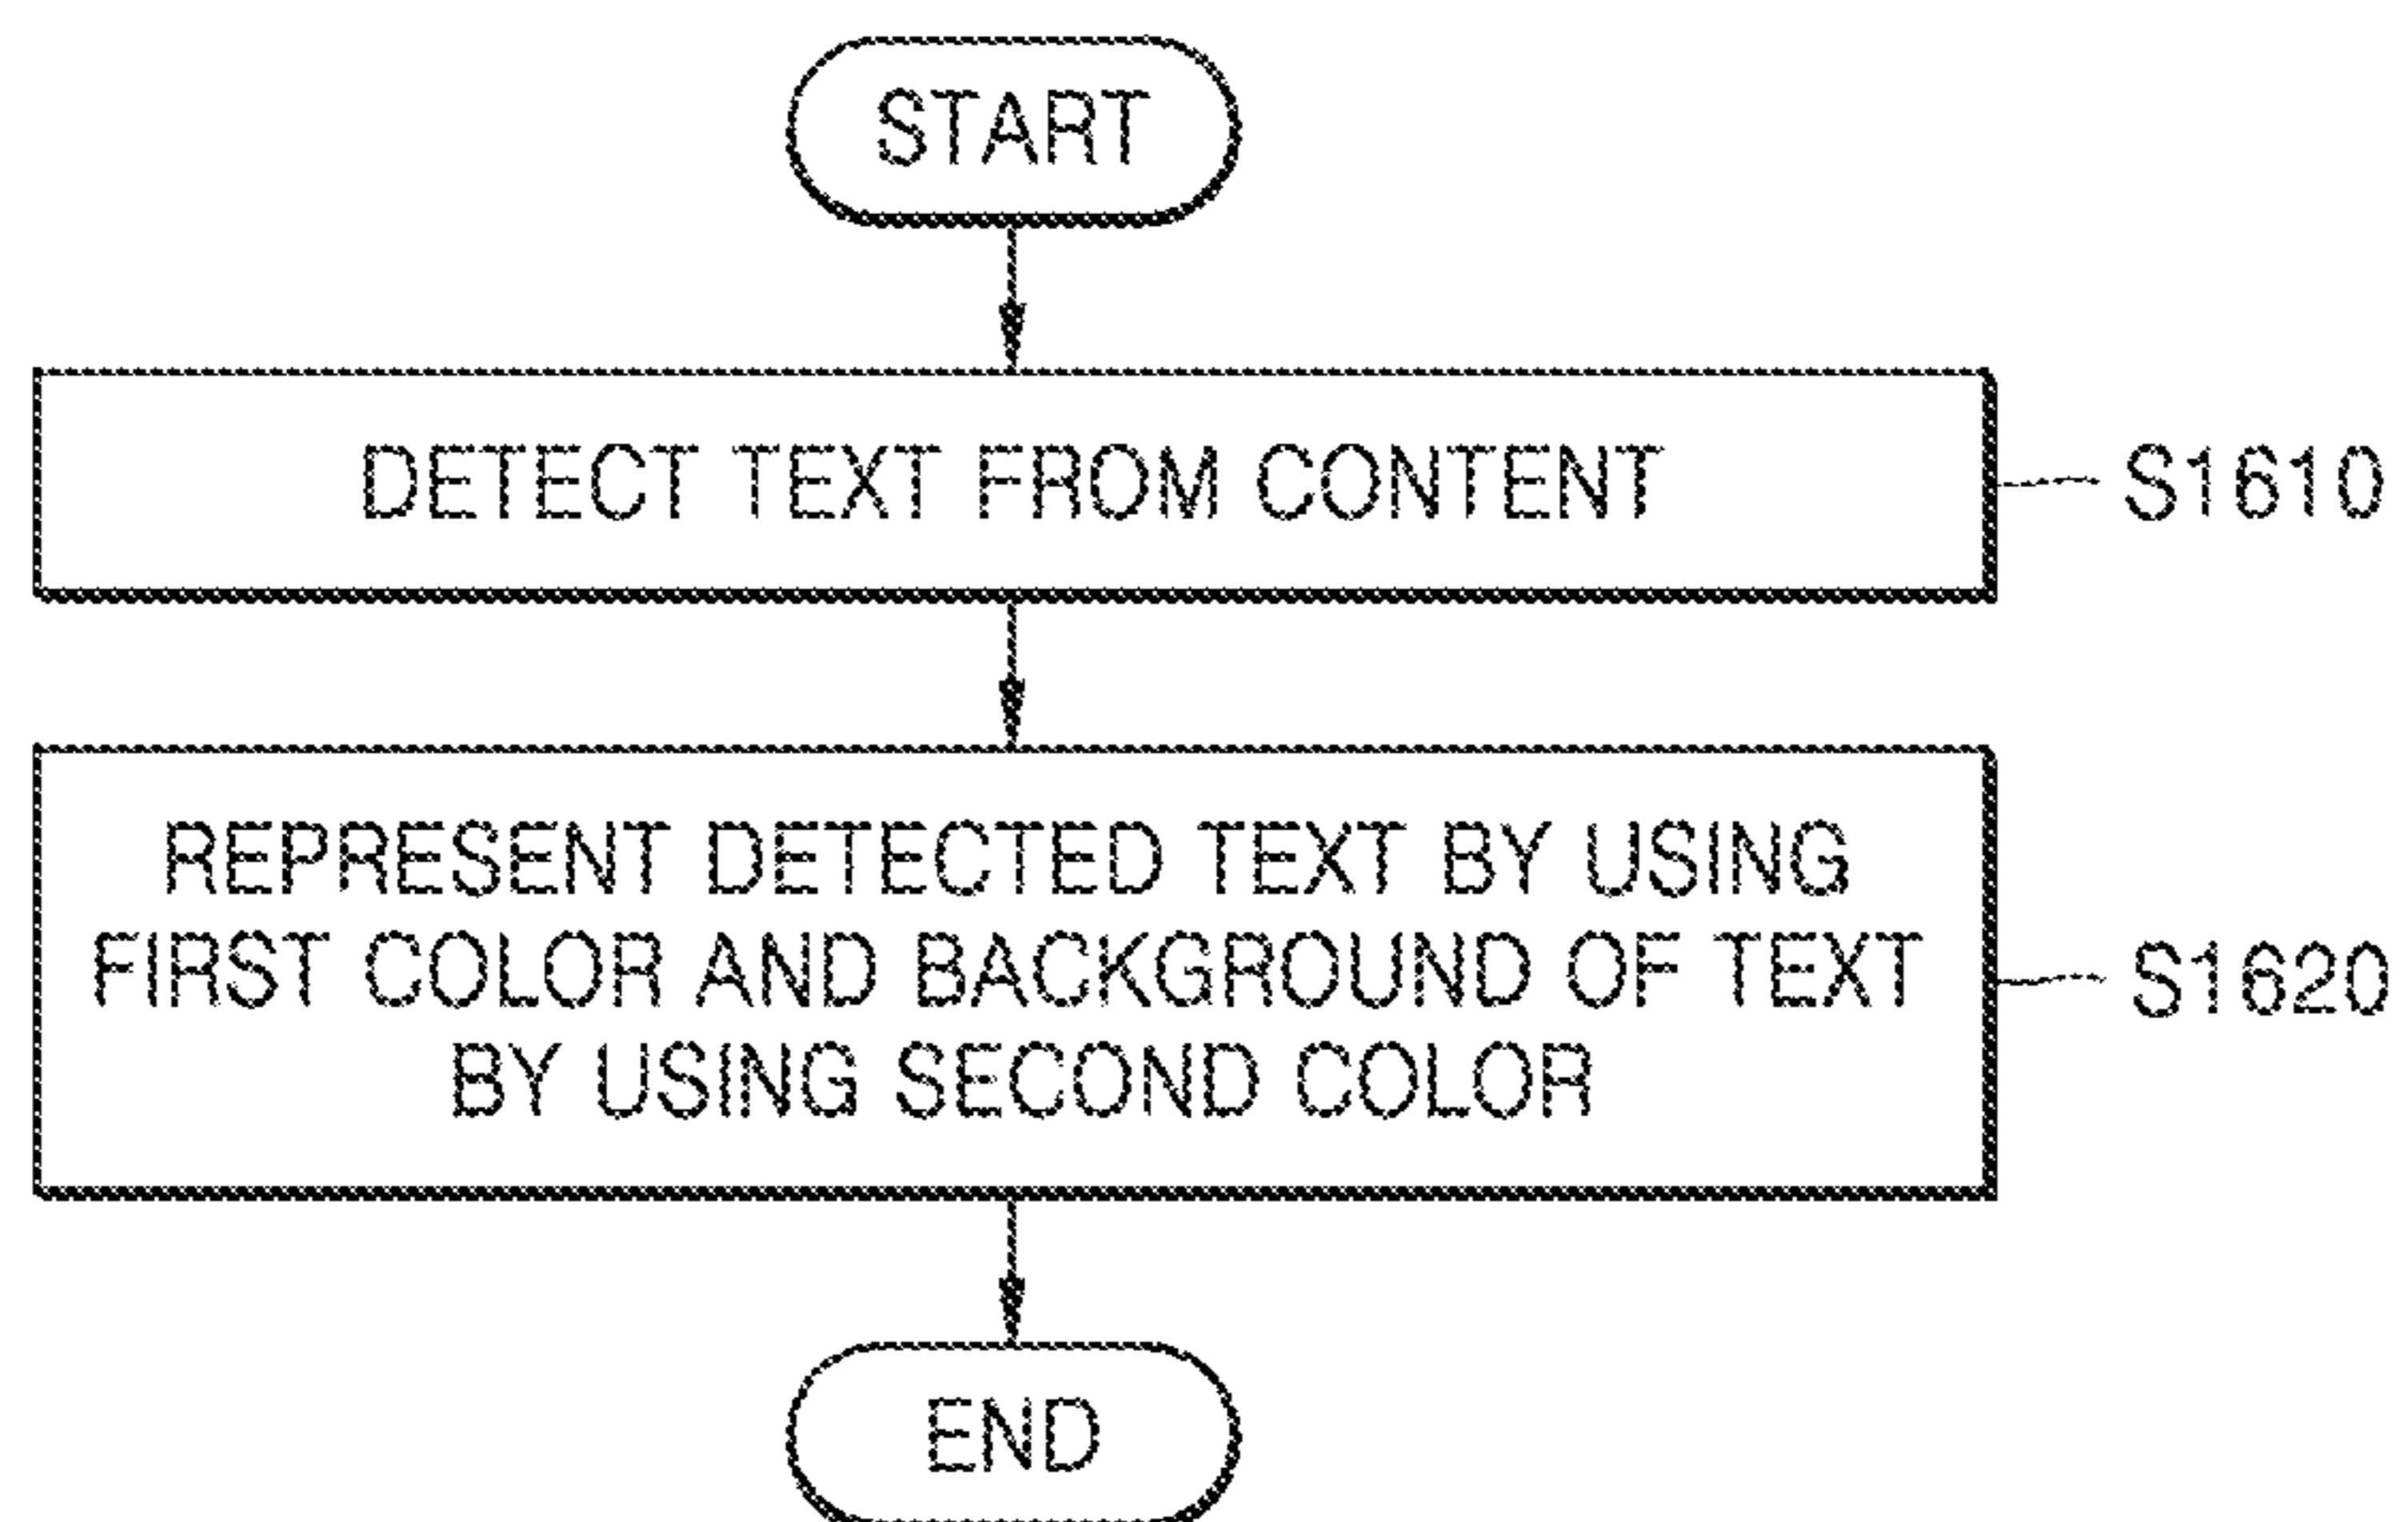 START
DETECT TEXT FROM CONTENT
S1610
REPRESENT DETECTED TEXT BY USING
FIRST COLOR AND BACKGROUND OF TEXT
BY USING SECOND COLOR
S1620
END